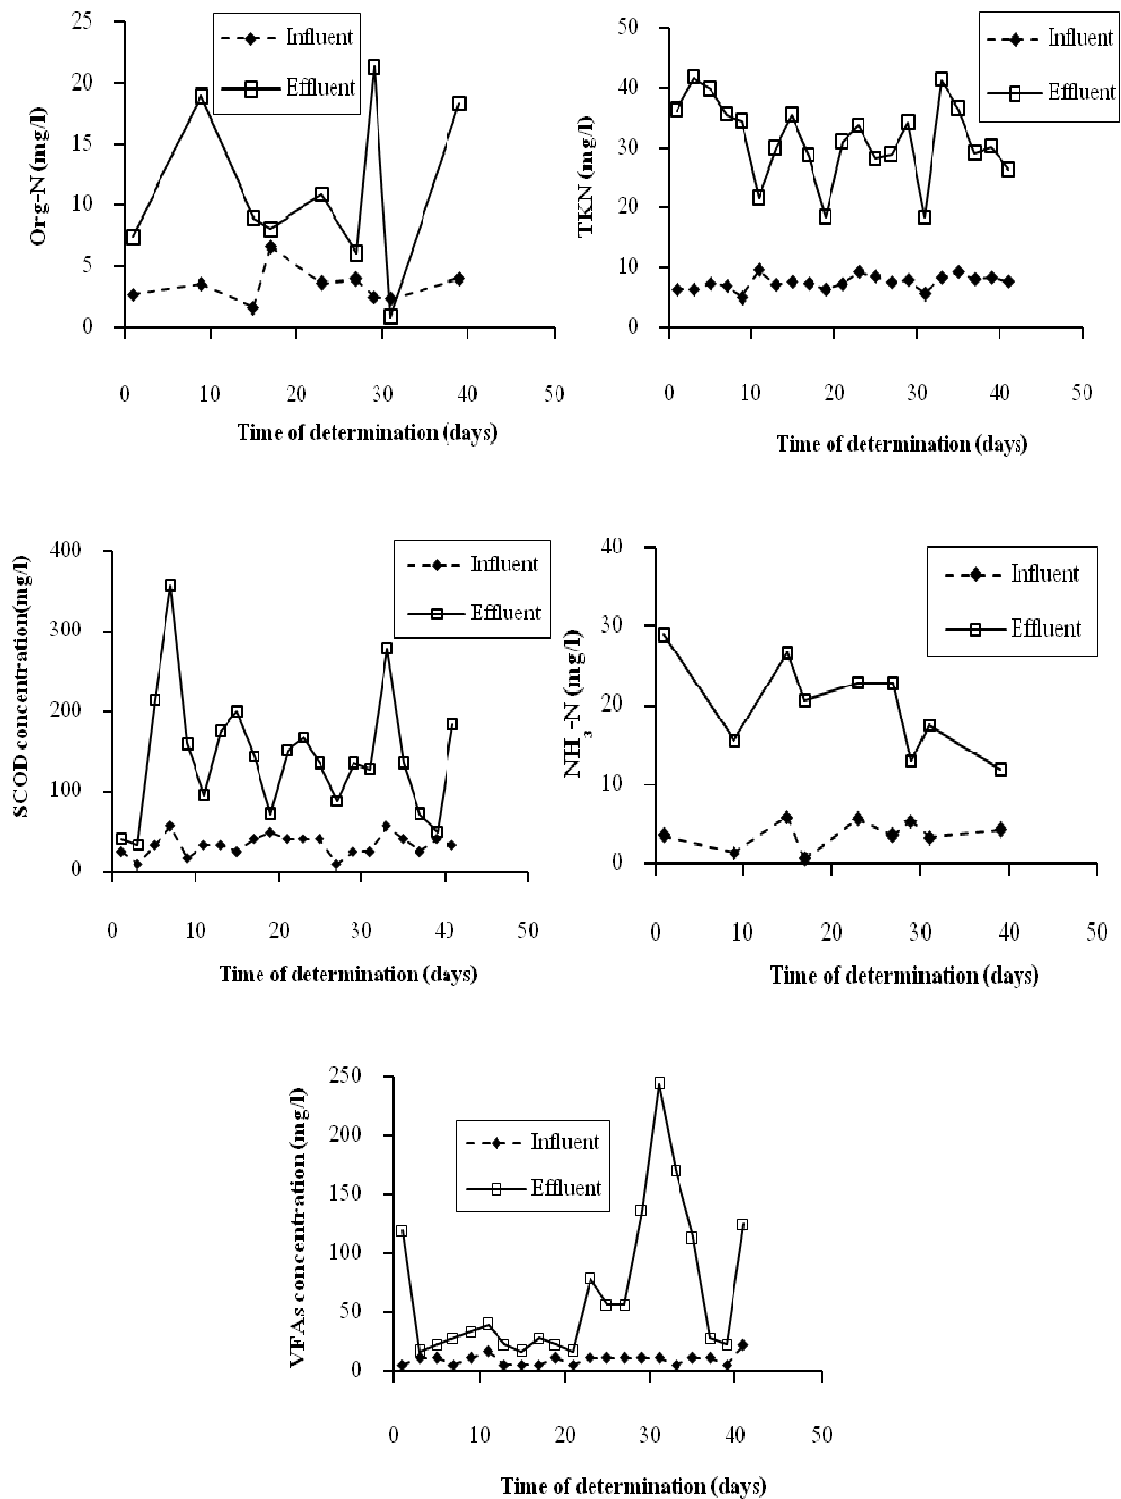 Org-N (mg/l)
25
20
15
10
5
0
Influent
Effluent
0 10 20 30 40 50
Time of determination (days)
TKN (mg/l)
50
40
30
20
10
0
Influent
Effluent
0 10 20 30 40 50
Time of determination (days)
SCOD concentration(mg/l)
400
300
200
100
0
Influent
Effluent
0 10 20 30 40 50
Time of determination (days)
NH3-N (mg/l)
40
30
20
10
0
Influent
Effluent
0 10 20 30 40 50
Time of determination (days)
VFAs concentration (mg/l)
250
200
150
100
50
0
Influent
Effluent
0 10 20 30 40 50
Time of determination (days)